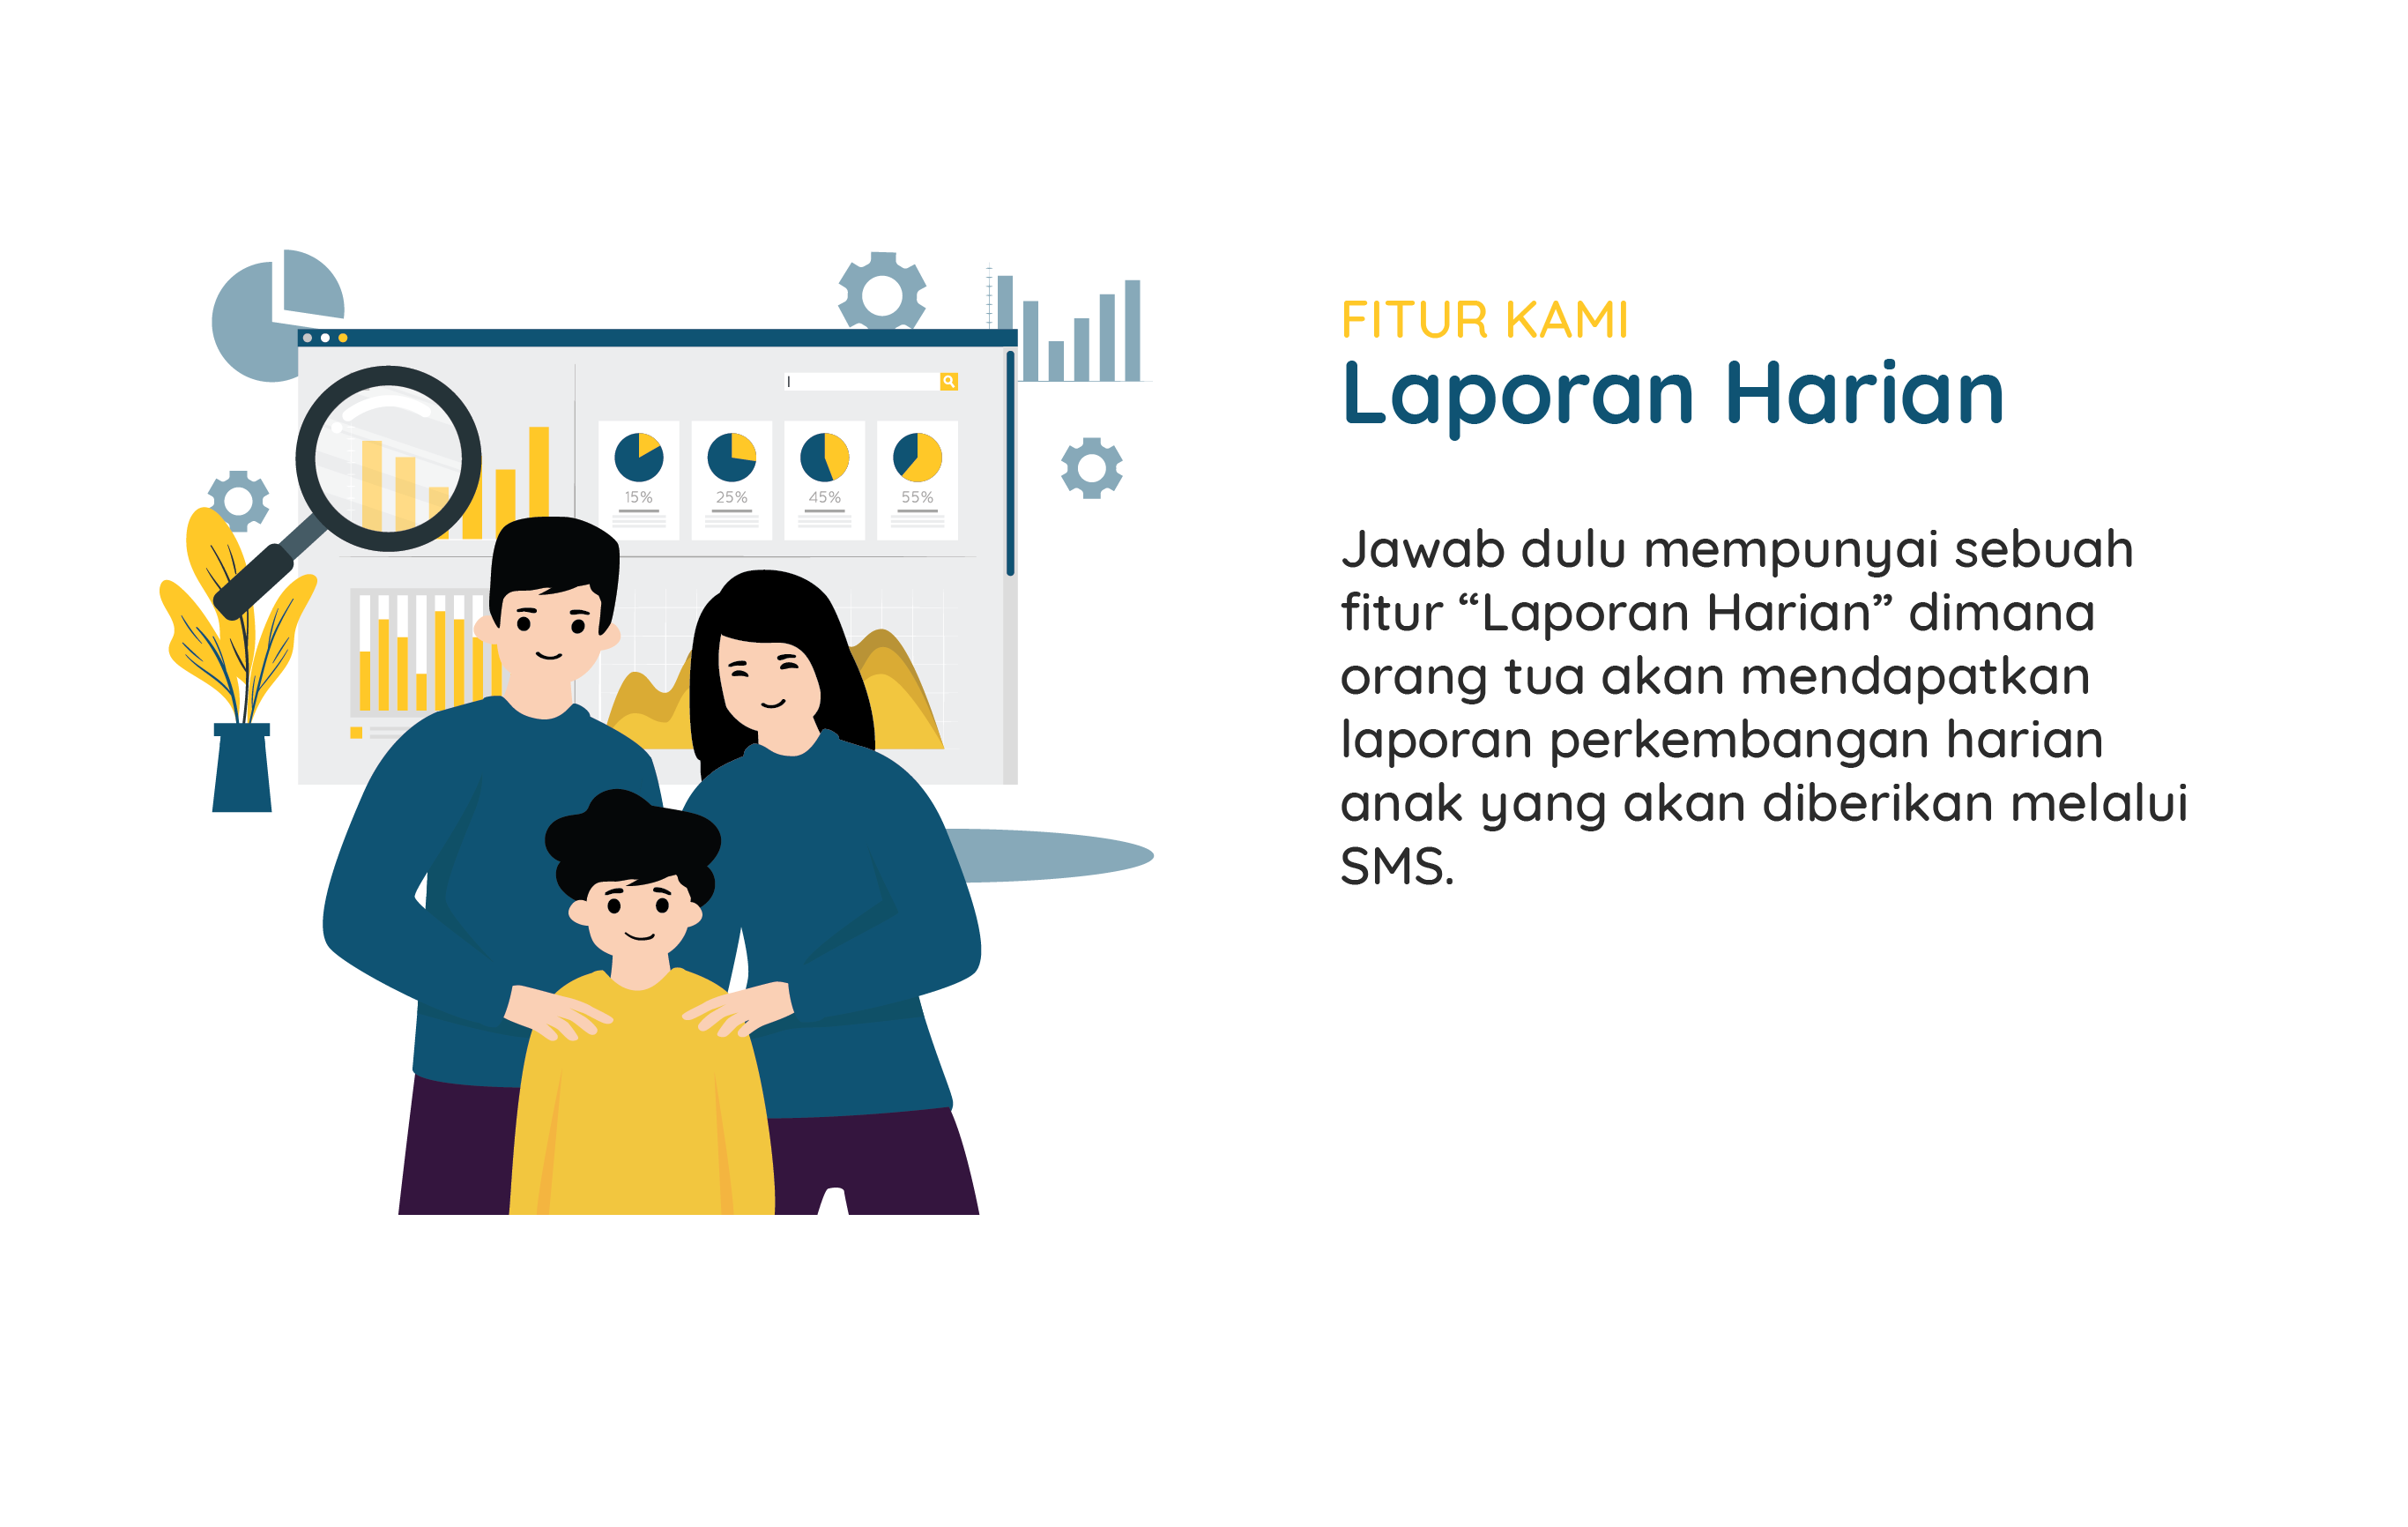 15%
25%
45%
55%
FITUR KAMI
Laporan Harian
Jawab dulu mempunyai sebuah
fitur “Laporan Harian” dimana
orang tua akan mendapatkan
laporan perkembangan harian
anak yang akan diberikan melalui
SMS.